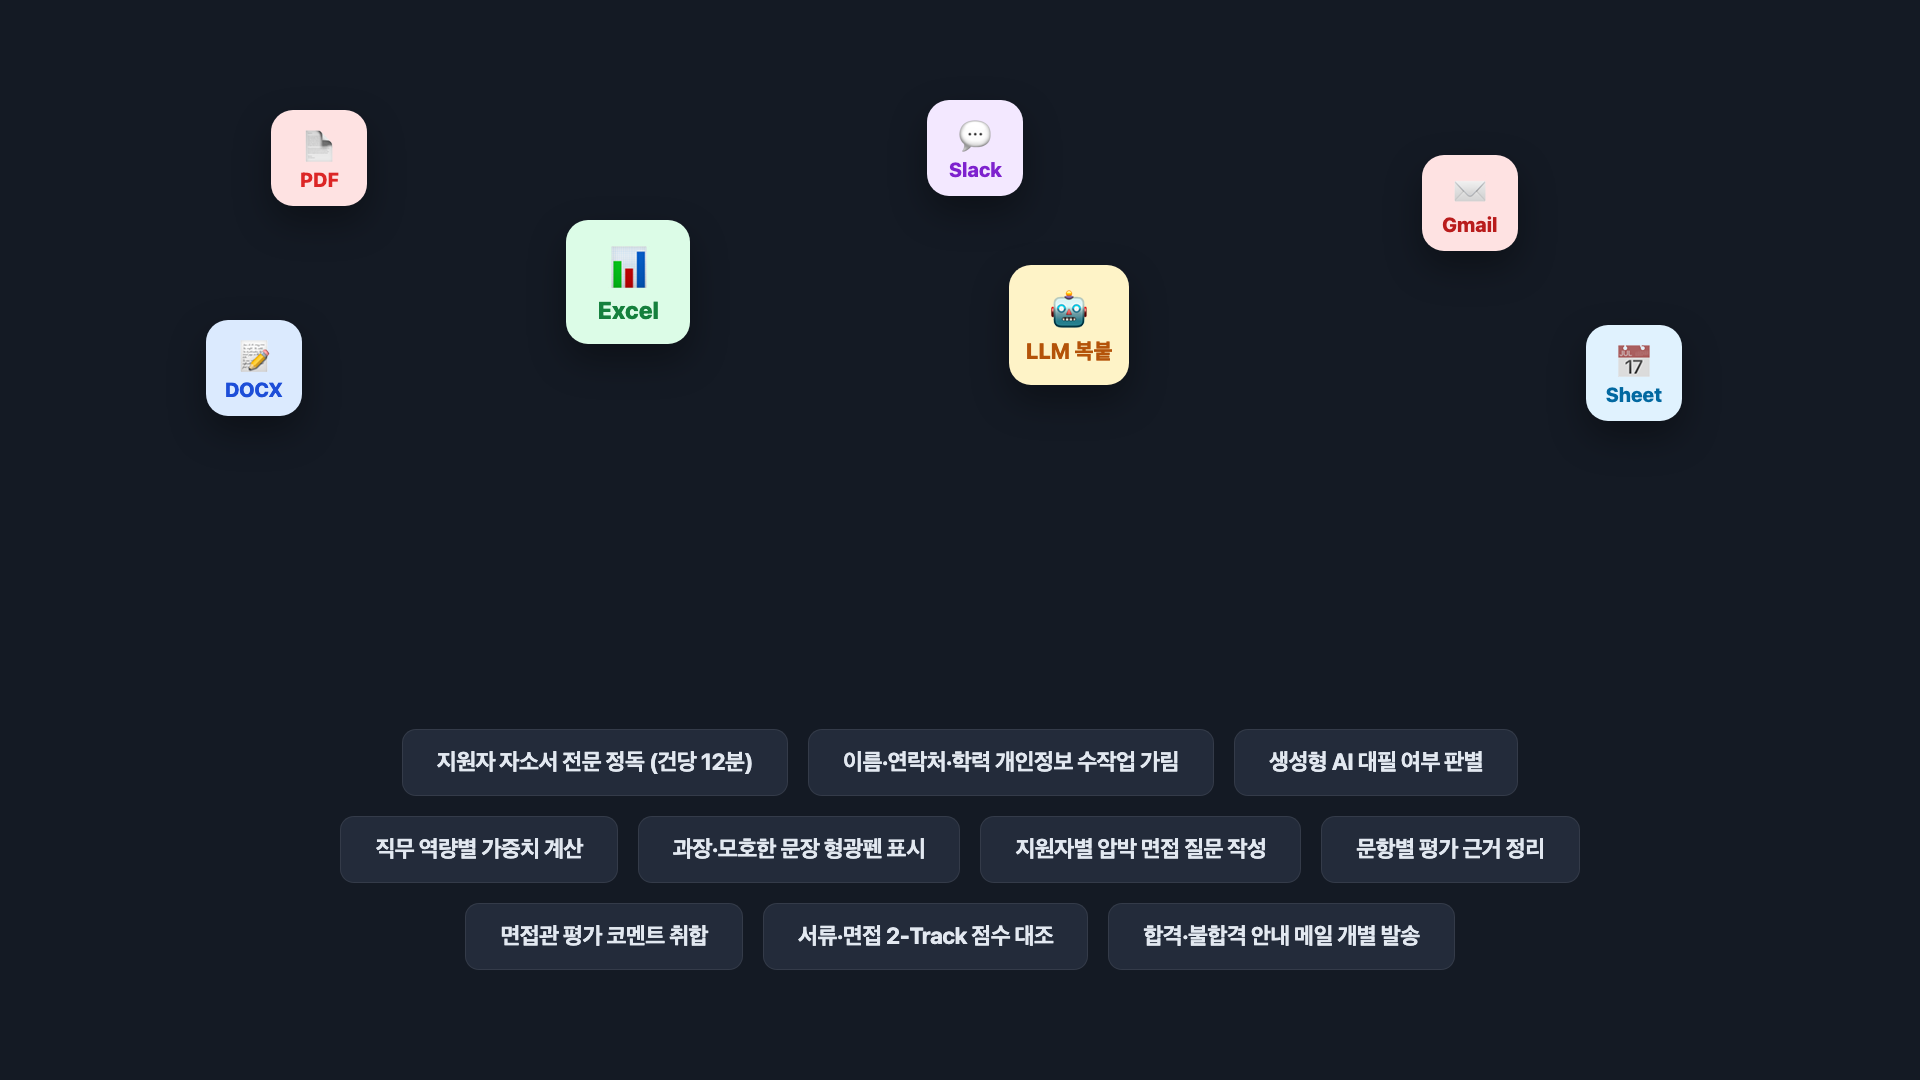 PDF
Slack
Gmail
Excel
LLM 복붙
DOCX
JUL
17
Sheet
지원자 자소서 전문 정독 (건당 12분)
이름·연락처·학력 개인정보 수작업 가림
생성형 AI 대필 여부 판별
직무 역량별 가중치 계산
과장·모호한 문장 형광펜 표시
지원자별 압박 면접 질문 작성
문항별 평가 근거 정리
면접관 평가 코멘트 취합
서류·면접 2-Track 점수 대조
합격·불합격 안내 메일 개별 발송